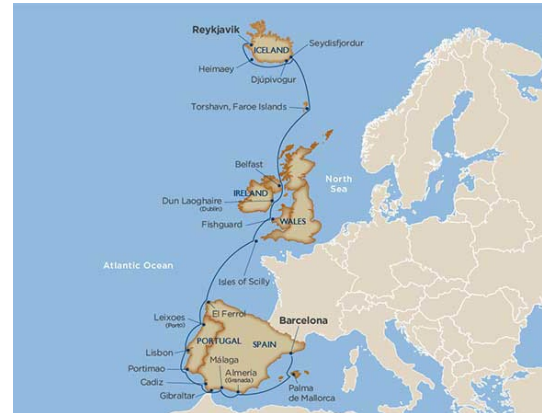 Reykjavik
ICELAND
Seydisfjordur
Heimaey
Djúpivogur
Torshavn, Faroe Islands
Belfast
North
Sea
IRELAND
Dun Laoghaire
(Dublin)
WALES
Fishguard
Atlantic Ocean
Isles of Scilly
El Ferrol
Leixoes
(Porto)
Barcelona
PORTUGAL
SPAIN
Lisbon
Málaga
Portimao
Almería
(Granada)
Cadiz
Palma
de Mallorca
Gibraltar